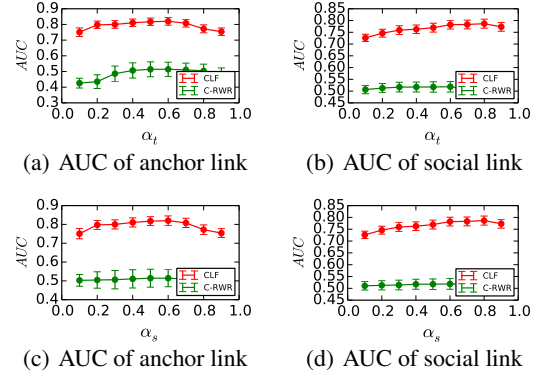 0.9
0.8
0.7
0.6
0.5
0.4
0.3
AUC
CLF
C-RWR
0.0 0.2 0.4 0.6 0.8 1.0
αt
(a) AUC of anchor link
0.85
0.80
0.75
0.70
0.65
0.60
0.55
0.50
0.45
AUC
CLF
C-RWR
0.0 0.2 0.4 0.6 0.8 1.0
αt
(b) AUC of social link
0.9
0.8
0.7
0.6
0.5
0.4
AUC
CLF
C-RWR
0.0 0.2 0.4 0.6 0.8 1.0
αs
(c) AUC of anchor link
0.85
0.80
0.75
0.70
0.65
0.60
0.55
0.50
0.45
AUC
CLF
C-RWR
0.0 0.2 0.4 0.6 0.8 1.0
αs
(d) AUC of social link